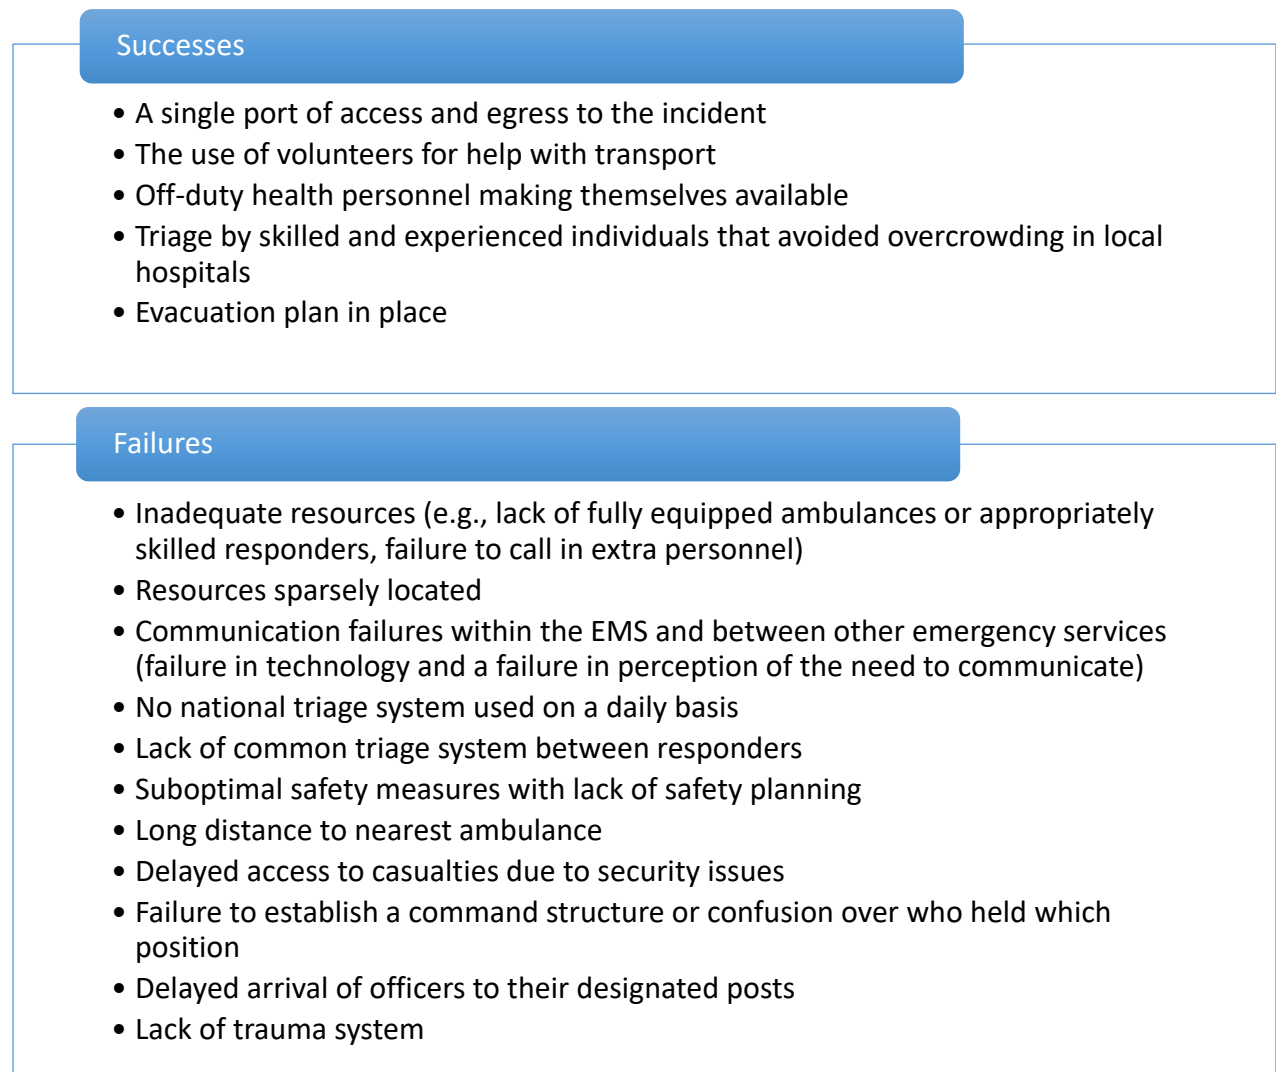 Successes
• A single port of access and egress to the incident
• The use of volunteers for help with transport
• Off-duty health personnel making themselves available
• Triage by skilled and experienced individuals that avoided overcrowding in local
hospitals
• Evacuation plan in place
Failures
• Inadequate resources (e.g., lack of fully equipped ambulances or appropriately
skilled responders, failure to call in extra personnel)
• Resources sparsely located
• Communication failures within the EMS and between other emergency services
(failure in technology and a failure in perception of the need to communicate)
• No national triage system used on a daily basis
• Lack of common triage system between responders
• Suboptimal safety measures with lack of safety planning
• Long distance to nearest ambulance
• Delayed access to casualties due to security issues
• Failure to establish a command structure or confusion over who held which
position
• Delayed arrival of officers to their designated posts
• Lack of trauma system